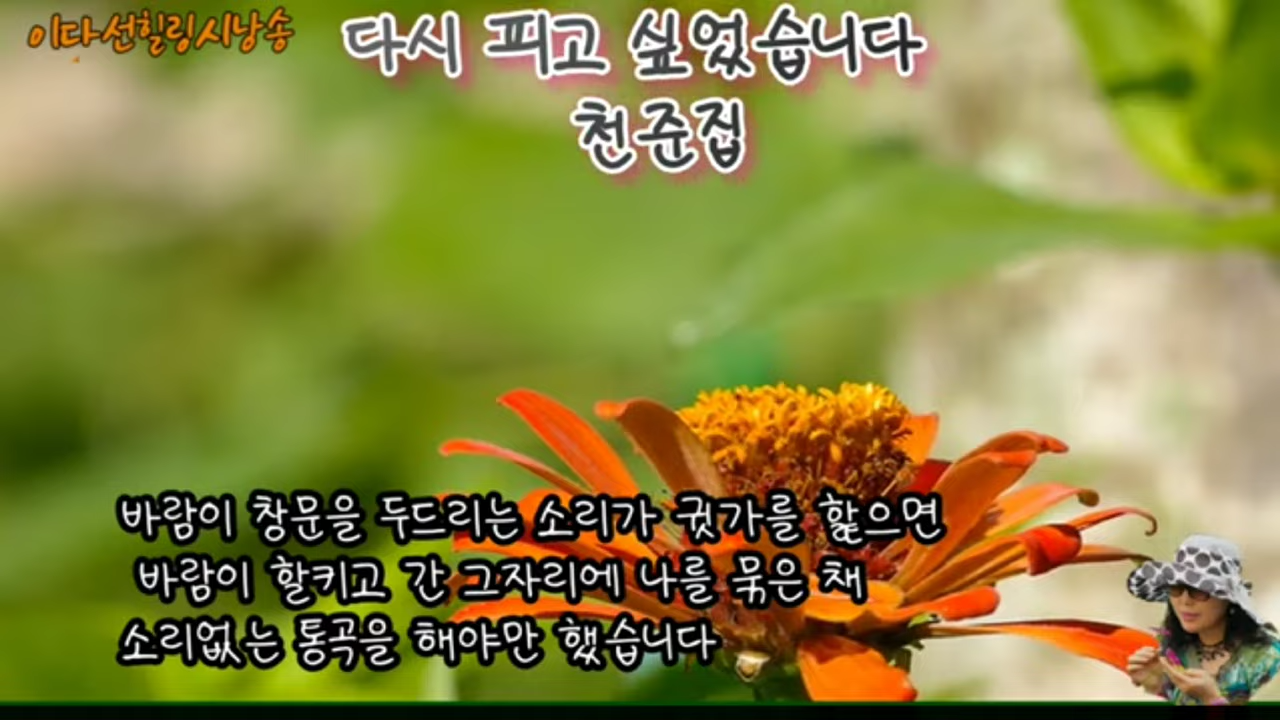 이다선힐링시낭송
다시 피고 싶었습니다
천준집
바람이 창문을 두드리는 소리가 귓가를 핥으면
바람이 할키고 간 그자리에 나를 묶은 채
소리없는 통곡을 해야만 했습니다